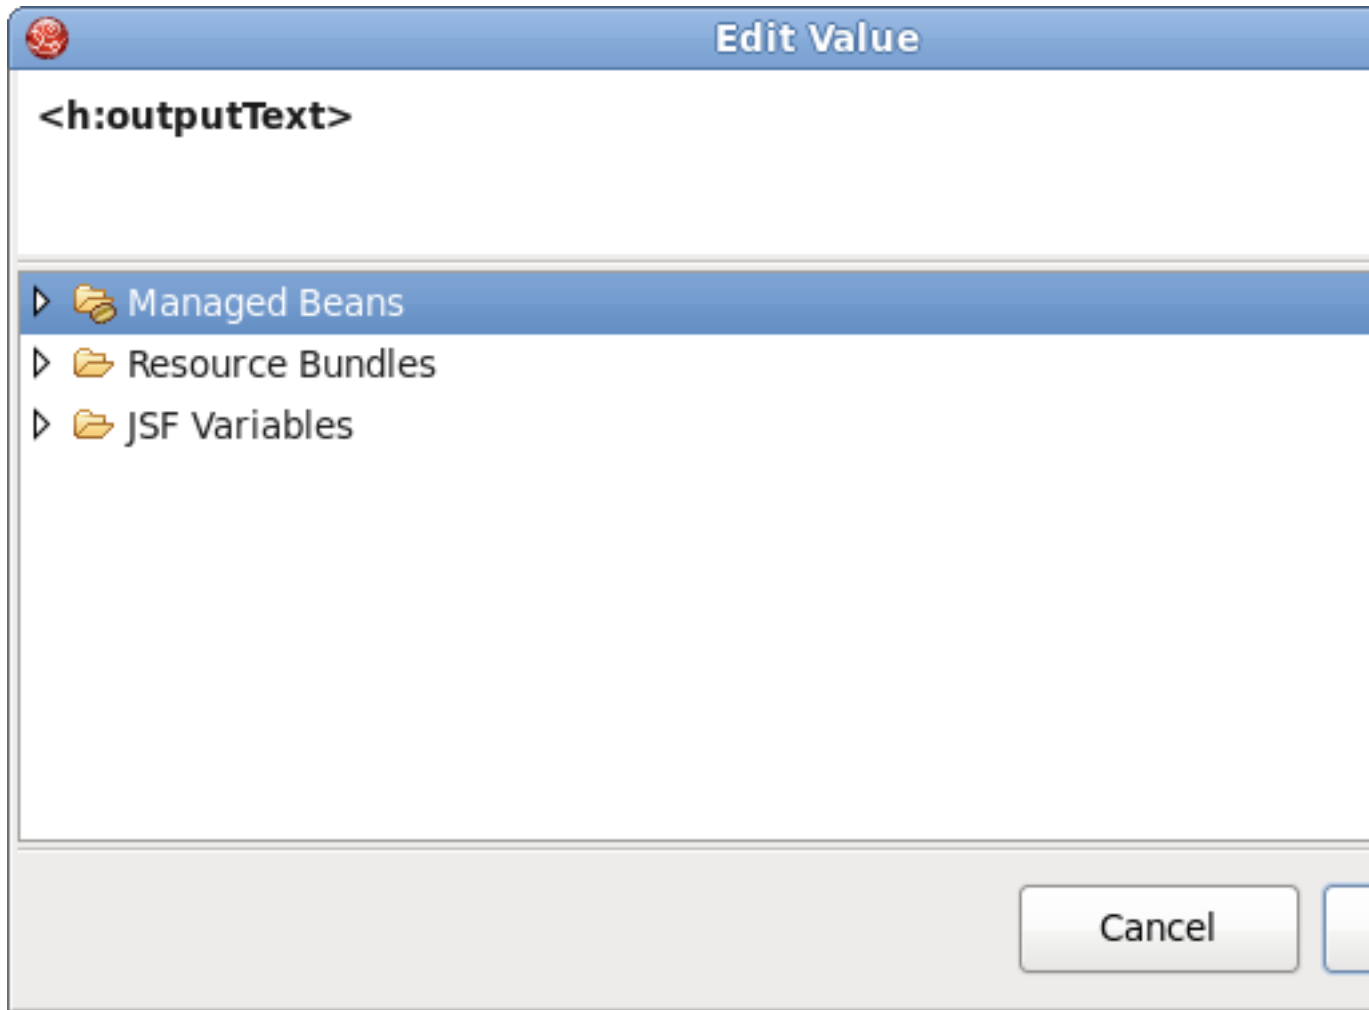 Edit Value
<h:outputText>
Managed Beans
Resource Bundles
JSF Variables
Cancel